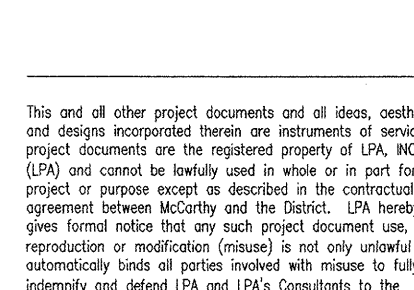 This and all other project documents and all ideas, aesth
and designs incorporated therein are instruments of servic
project documents are the registered property of LPA, INC
(LPA) and cannot be lawfully used in whole or in part for
project or purpose except as described in the contractual
agreement between McCarthy and the District. LPA hereby
gives formal notice that any such project document use,
reproduction or modification (misuse) is not only unlawful
automatically binds all parties involved with misuse to fully
indemnify and defend LPA and LPA's Consultants to the